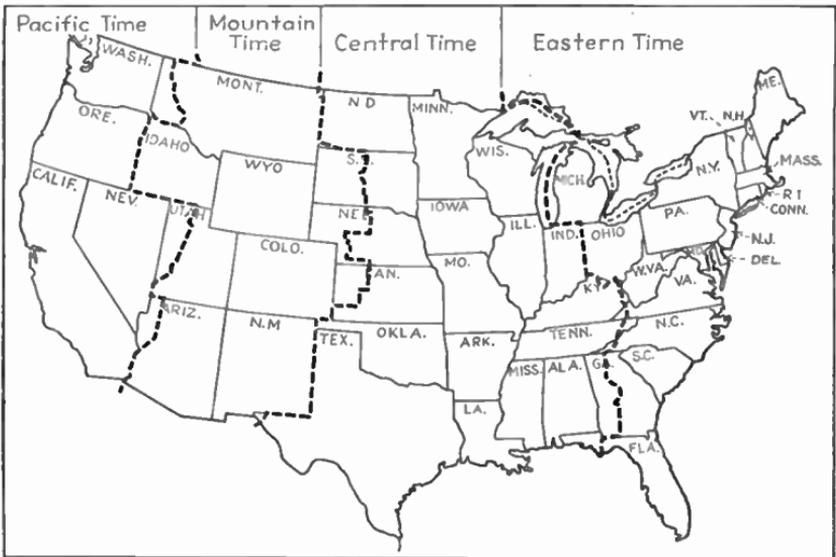 Pacific Time
Mountain Time
Central Time
Eastern Time
WASH.
MONT.
N D
MINN.
ME.
ORE.
IDAHO
VT.
N.H.
WYO
WIS.
MICH.
N.Y.
MASS.
CALIF.
NEV.
UTAH
IOWA
R I
CONN.
COLO.
ILL.
IND.
OHIO
PA.
N.J.
DEL.
AN.
MO.
W.VA.
VA.
KY.
ARIZ.
N.M
TEX.
OKLA.
ARK.
TENN.
N.C.
MISS.
ALA.
GA.
S.C.
LA.
FLA.